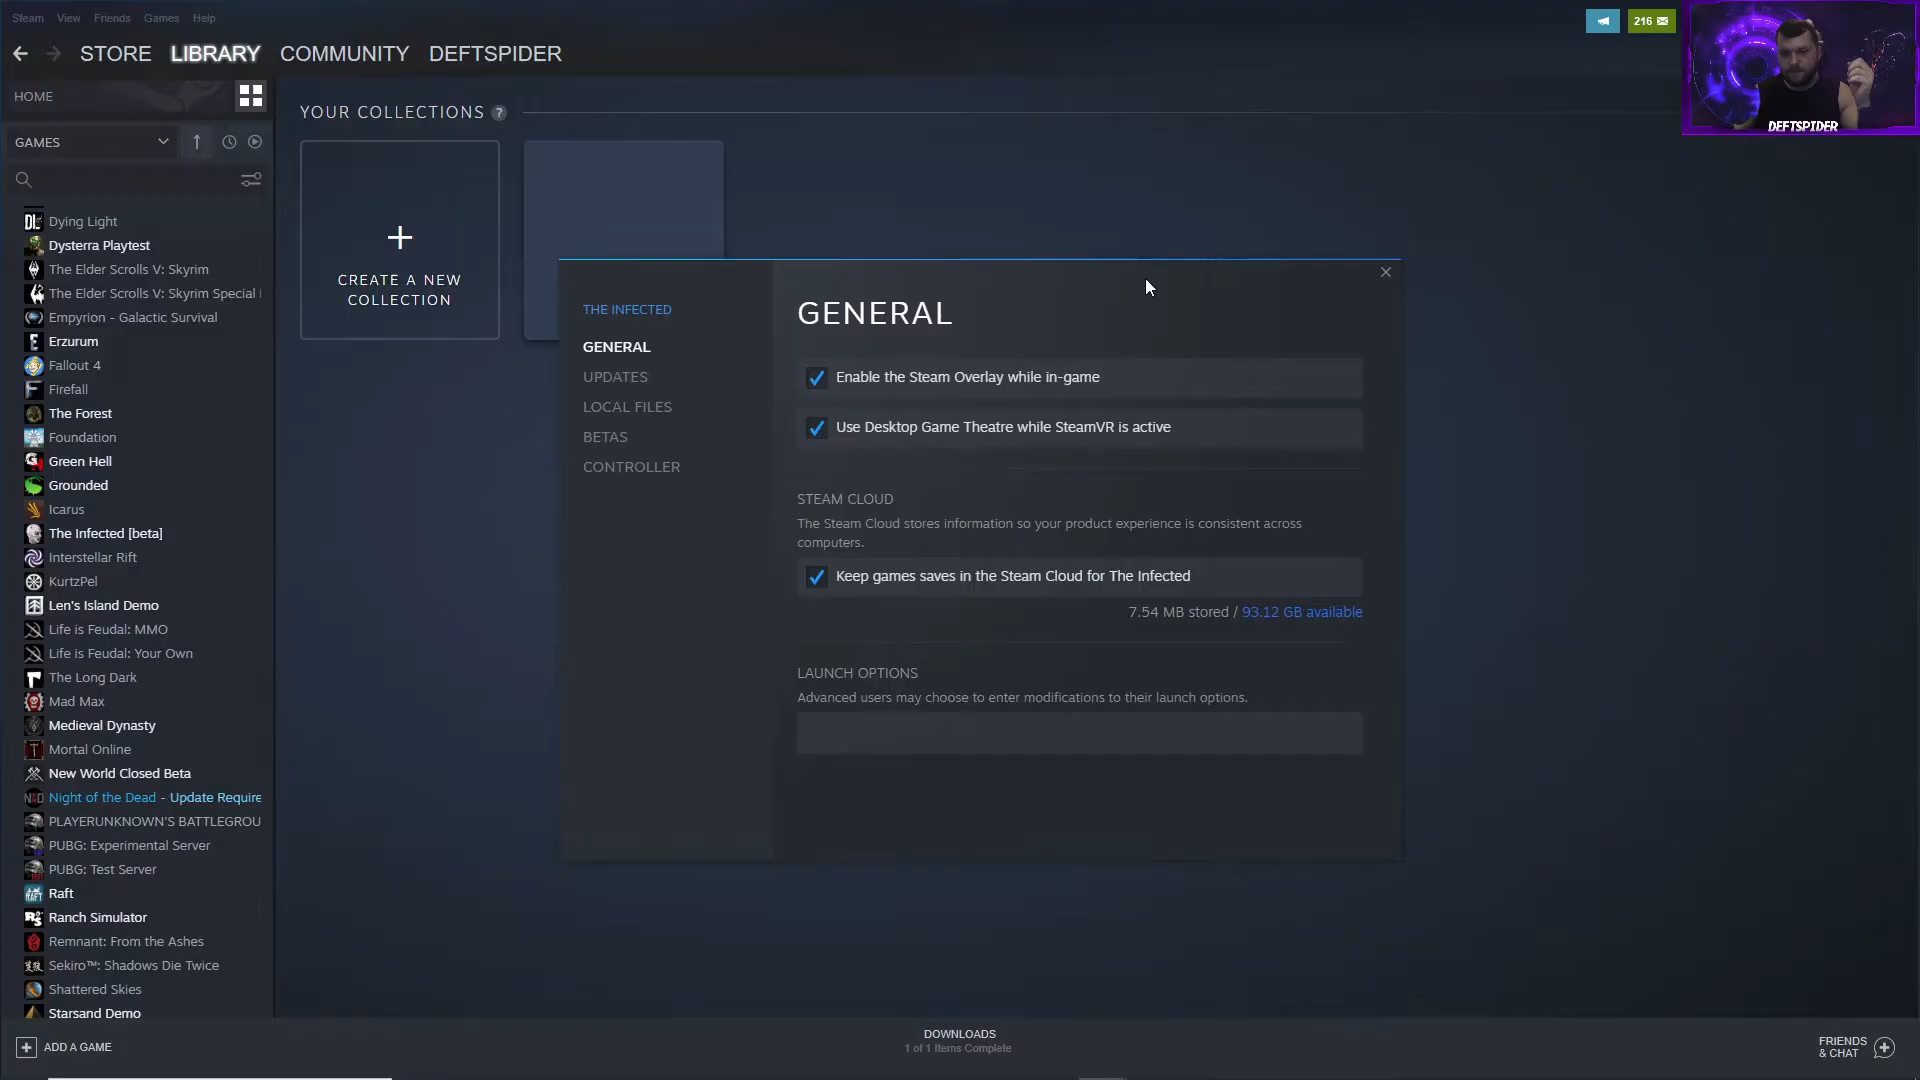 Steam View Friends Games Help
216
STORE LIBRARY COMMUNITY DEFTSPIDER
DEFTSPIDER
HOME
GAMES
Dying Light
Dysterra Playtest
The Elder Scrolls V: Skyrim
The Elder Scrolls V: Skyrim Special
Empyrion - Galactic Survival
Erzurum
Fallout 4
Firefall
The Forest
Foundation
Green Hell
Grounded
Icarus
The Infected [beta]
Interstellar Rift
KurtzPel
Len's Island Demo
Life is Feudal: MMO
Life is Feudal: Your Own
The Long Dark
Mad Max
Medieval Dynasty
Mortal Online
New World Closed Beta
Night of the Dead - Update Require
PLAYERUNKNOWN'S BATTLEGROU
PUBG: Experimental Server
PUBG: Test Server
Raft
Ranch Simulator
Remnant: From the Ashes
Sekiro™: Shadows Die Twice
Shattered Skies
Starsand Demo
YOUR COLLECTIONS ?
+
CREATE A NEW
COLLECTION
THE INFECTED
GENERAL
UPDATES
LOCAL FILES
BETAS
CONTROLLER
GENERAL
Enable the Steam Overlay while in-game
Use Desktop Game Theatre while SteamVR is active
STEAM CLOUD
The Steam Cloud stores information so your product experience is consistent across
computers.
Keep games saves in the Steam Cloud for The Infected
7.54 MB stored / 93.12 GB available
LAUNCH OPTIONS
Advanced users may choose to enter modifications to their launch options.
ADD A GAME
DOWNLOADS
1 of 1 Items Complete
FRIENDS
& CHAT